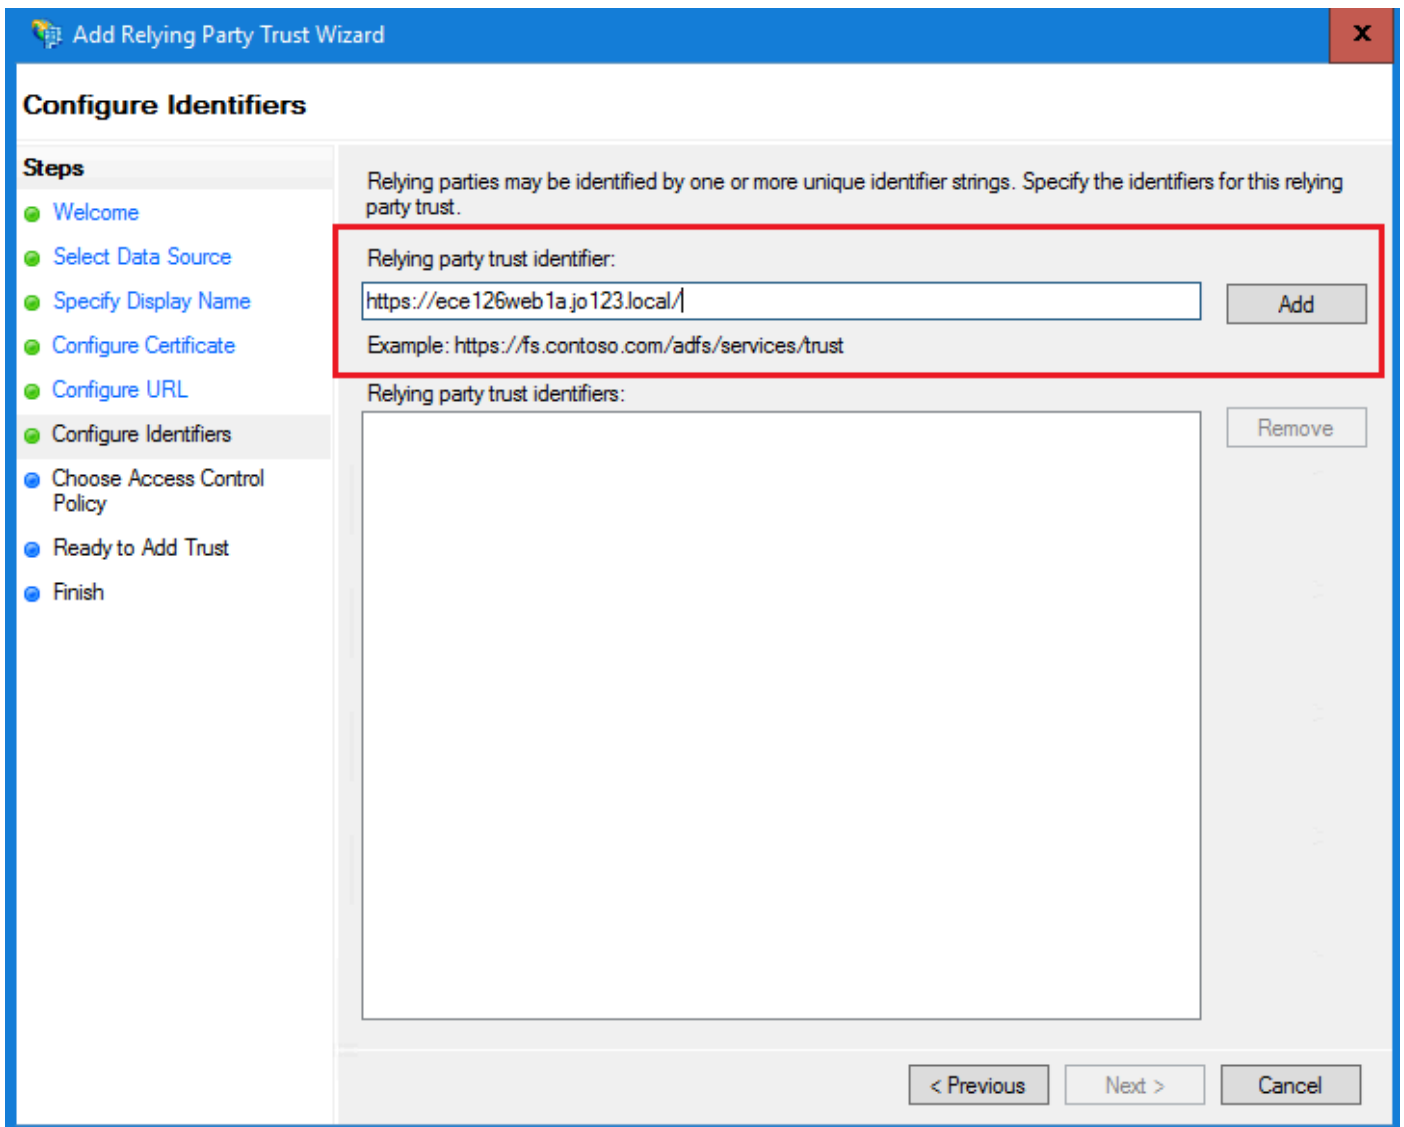 Add Relying Party Trust Wizard
x
Configure Identifiers
Steps
Welcome
Select Data Source
Specify Display Name
Configure Certificate
Configure URL
Configure Identifiers
Choose Access Control
Policy
Ready to Add Trust
Finish
Relying parties may be identified by one or more unique identifier strings. Specify the identifiers for this relying
party trust.
Relying party trust identifier:
https://ece126web1a.jo123.local/
Add
Example: https://fs.contoso.com/adfs/services/trust
Relying party trust identifiers:
Remove
< Previous
Next >
Cancel